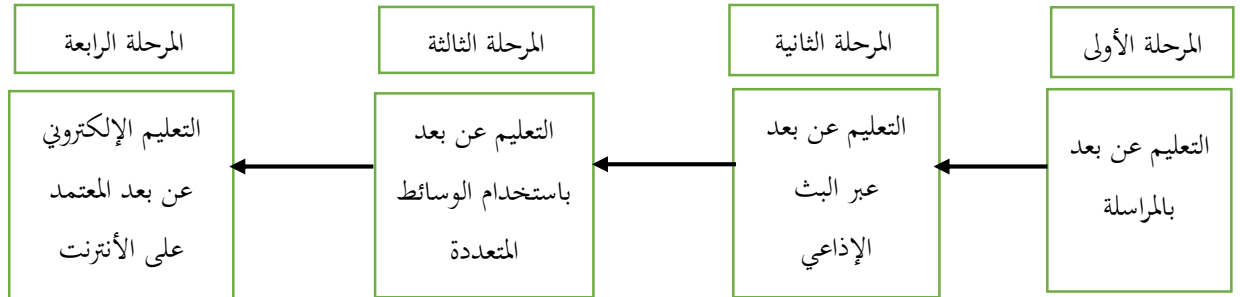 المرحلة الأولى
التعليم عن بعد
بالمراسلة
المرحلة الثانية
التعليم عن بعد
عبر البث
الإذاعي
المرحلة الثالثة
التعليم عن بعد
باستخدام الوسائط
المتعددة
المرحلة الرابعة
التعليم الإلكتروني
عن بعد المعتمد
على الأنترنت